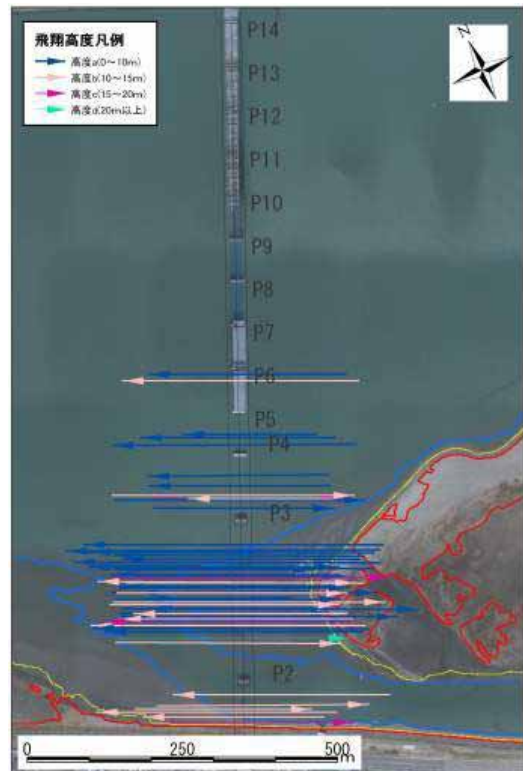 飛翔高度凡例
高度a(0～10m)
高度b(10～15m)
高度c(15～20m)
高度d(20m以上)
N
P14
P13
P12
P11
P10
P9
P8
P7
P6
P5
P4
P3
P2
0 250 500
m